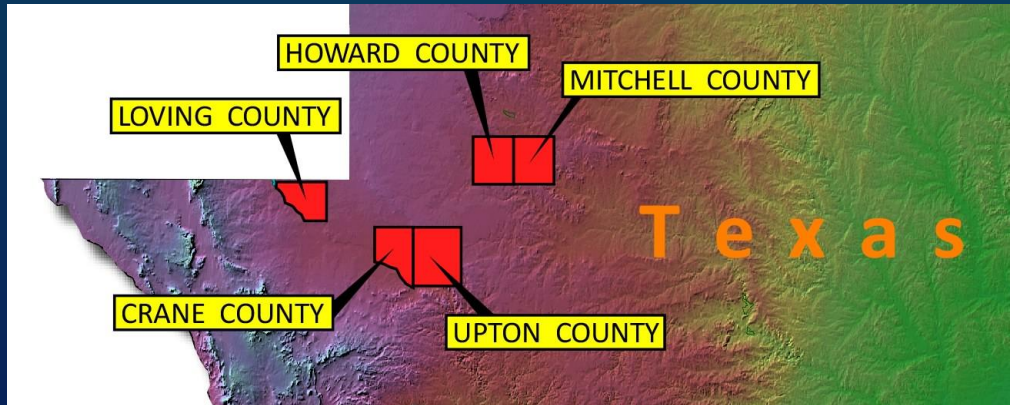 HOWARD COUNTY
MITCHELL COUNTY
LOVING COUNTY
Texas
CRANE COUNTY
UPTON COUNTY